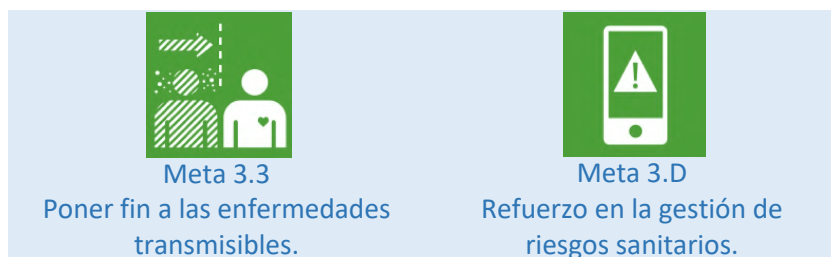 Meta 3.3
Poner fin a las enfermedades
transmisibles.
Meta 3.D
Refuerzo en la gestión de
riesgos sanitarios.